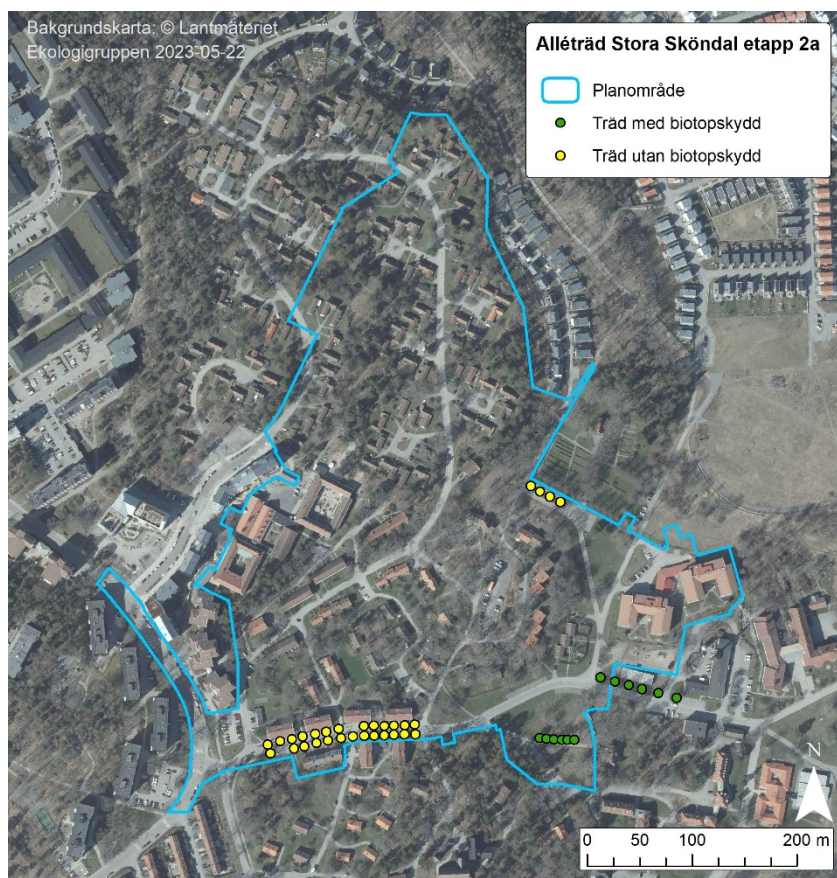 Bakgrundskarta: © Lantmäteriet
Ekologigruppen 2023-05-22
Alléträd Stora Sköndal etapp 2a
Planområde
Träd med biotopskydd
Träd utan biotopskydd
N
0 50 100 200 m